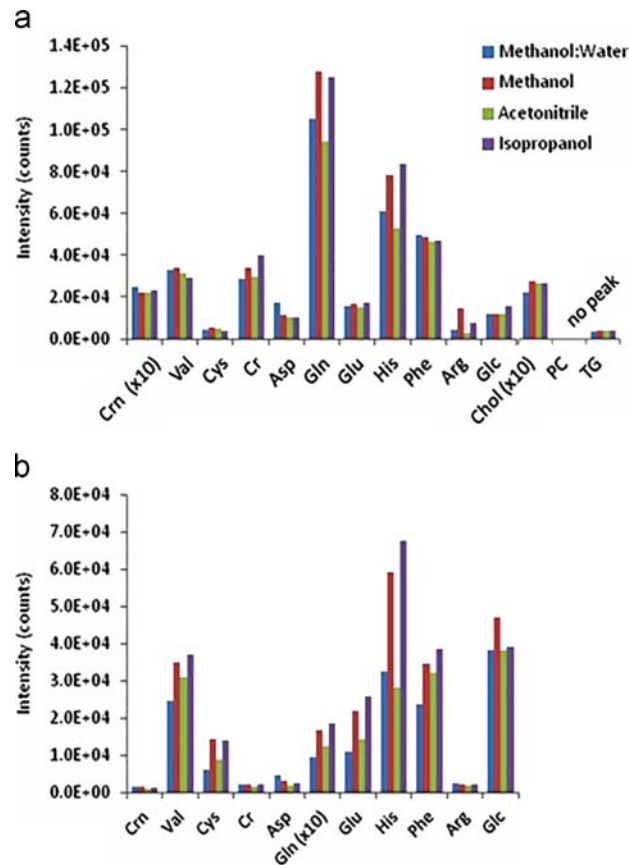 a
1.4E+05
1.2E+05
1.0E+05
8.0E+04
6.0E+04
4.0E+04
2.0E+04
0.0E+00
Intensity (counts)
Methanol:Water
Methanol
Acetonitrile
Isopropanol
no peak
Crn (x10)
Val
Cys
Cr
Asp
Gln
Glu
His
Phe
Arg
Glc
Chol (x10)
PC
TG
b
8.0E+04
7.0E+04
6.0E+04
5.0E+04
4.0E+04
3.0E+04
2.0E+04
1.0E+04
0.0E+00
Intensity (counts)
Crn
Val
Cys
Cr
Asp
Gln (x10)
Glu
His
Phe
Arg
Glc